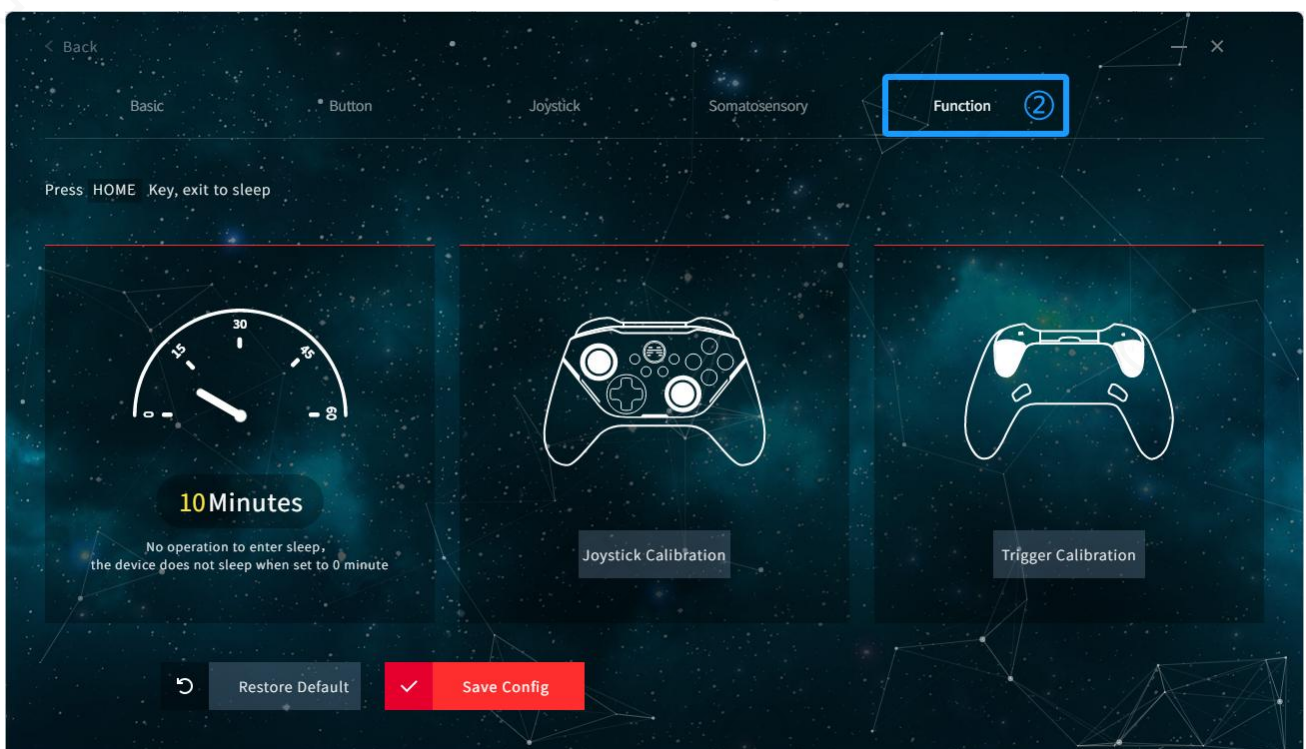 < Back
Basic
Button
Joystick
Somatosensory
Function ②
Press HOME Key, exit to sleep
0
15
30
45
60
10 Minutes
No operation to enter sleep,
the device does not sleep when set to 0 minute
Joystick Calibration
Trigger Calibration
Restore Default
Save Config